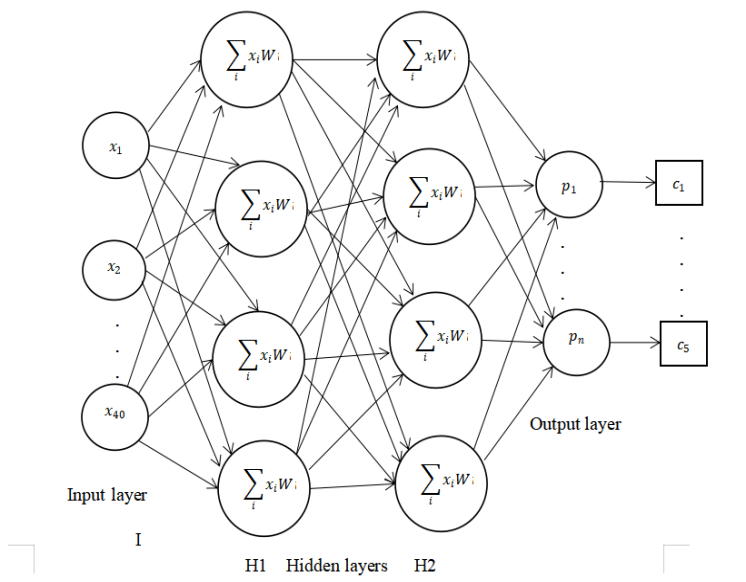 ∑ᵢ xᵢWᵢ
∑ᵢ xᵢWᵢ
x₁
∑ᵢ xᵢWᵢ
∑ᵢ xᵢWᵢ
p₁
c₁
x₂
∑ᵢ xᵢWᵢ
∑ᵢ xᵢWᵢ
pₙ
c₅
x₄₀
Output layer
∑ᵢ xᵢWᵢ
∑ᵢ xᵢWᵢ
Input layer
I
H1 Hidden layers H2